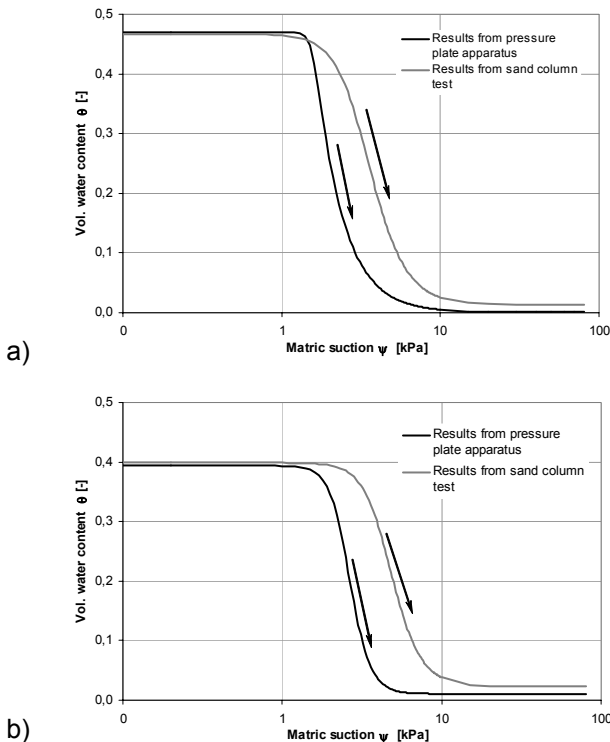 0,5
Results from pressure
plate apparatus
Results from sand column
test
0,4
0,3
0,2
0,1
0,0
Vol. water content θ [-]
0
1
10
100
Matric suction ψ [kPa]
a)
0,5
Results from pressure
plate apparatus
Results from sand column
test
0,4
0,3
0,2
0,1
0,0
Vol. water content θ [-]
0
1
10
100
Matric suction ψ [kPa]
b)